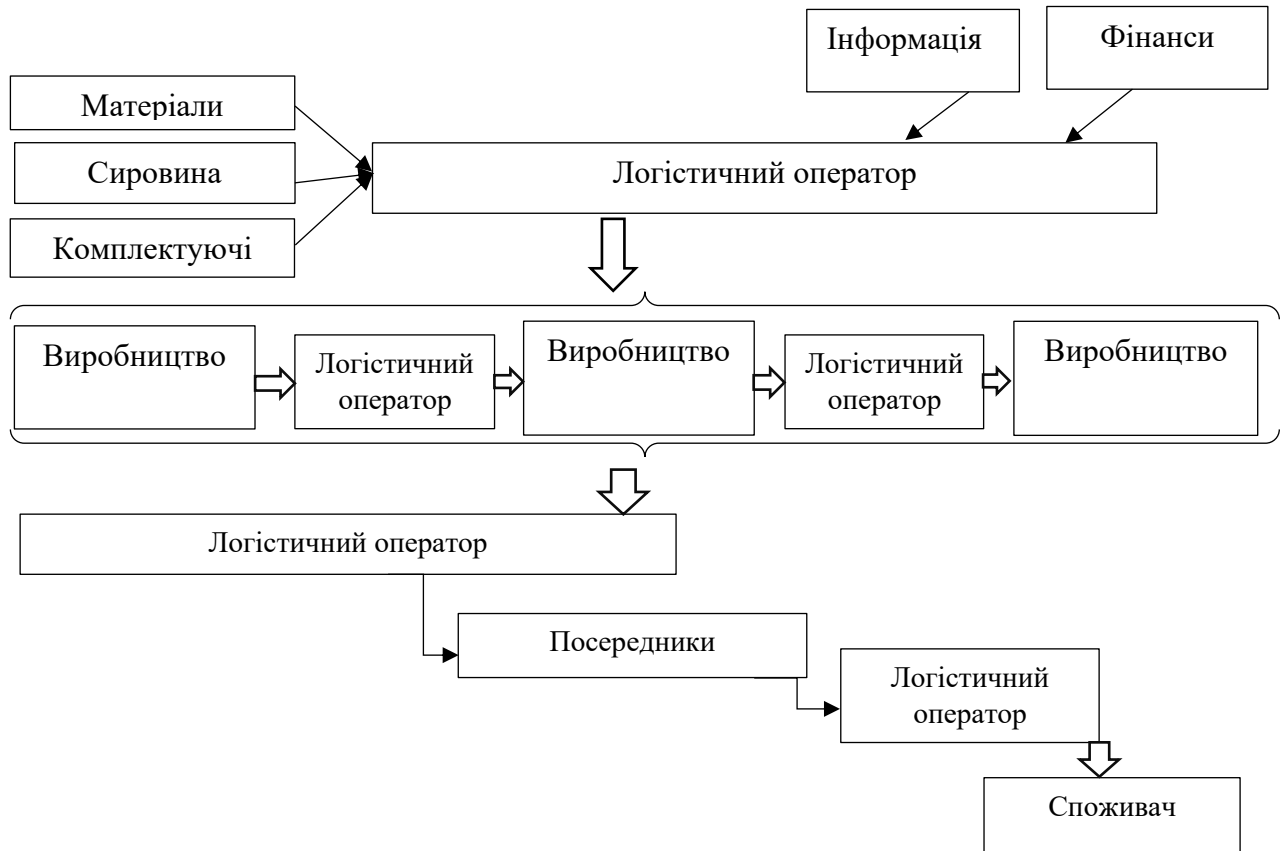 Інформація
Фінанси
Матеріали
Сировина
Комплектуючі
Логістичний оператор
Виробництво
Логістичний
оператор
Виробництво
Логістичний
оператор
Виробництво
Логістичний оператор
Посередники
Логістичний
оператор
Споживач